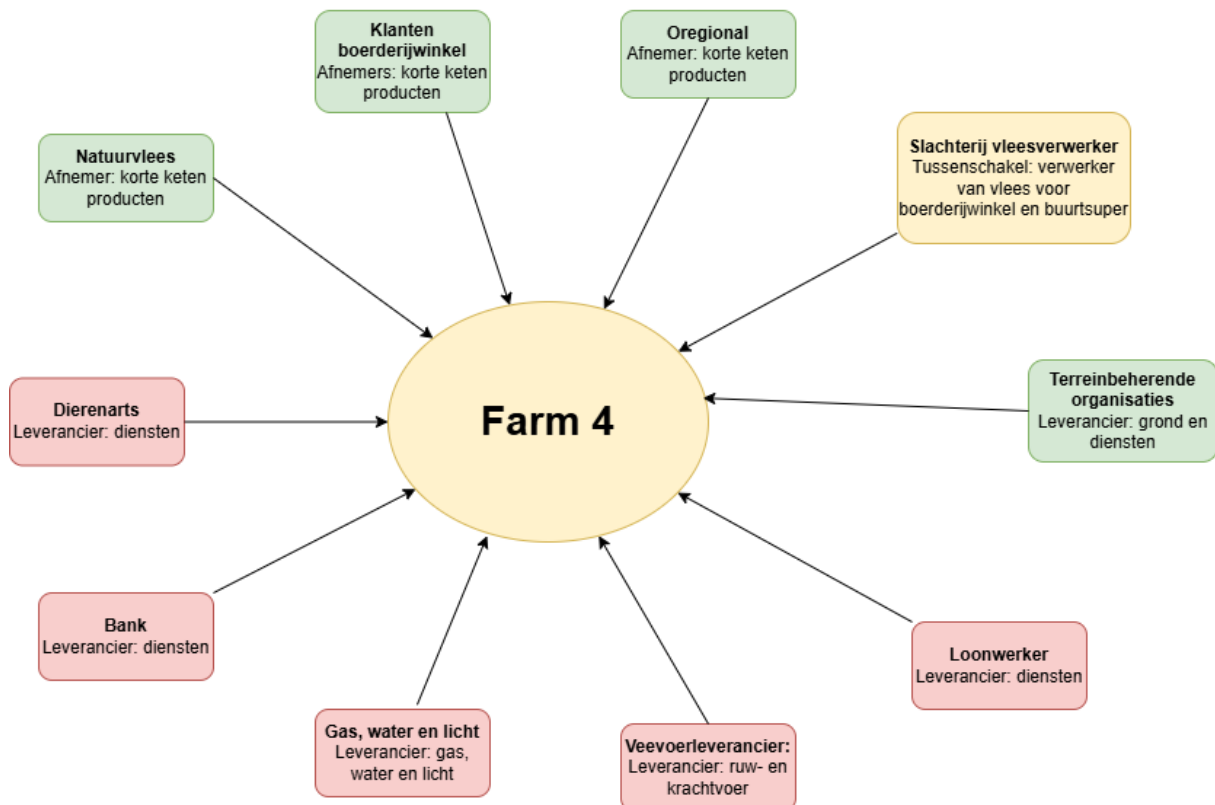 Klanten
boerderijwinkel
Afnemers: korte keten
producten
Oregional
Afnemer: korte keten
producten
Natuurvlees
Afnemer: korte keten
producten
Slachterij vleesverwerker
Tussenschakel: verwerker
van vlees voor
boerderijwinkel en buurtsuper
Dierenarts
Leverancier: diensten
Farm 4
Terreinbeherende
organisaties
Leverancier: grond en
diensten
Bank
Leverancier: diensten
Loonwerker
Leverancier: diensten
Gas, water en licht
Leverancier: gas,
water en licht
Veevoerleverancier:
Leverancier: ruw- en
krachtvoer